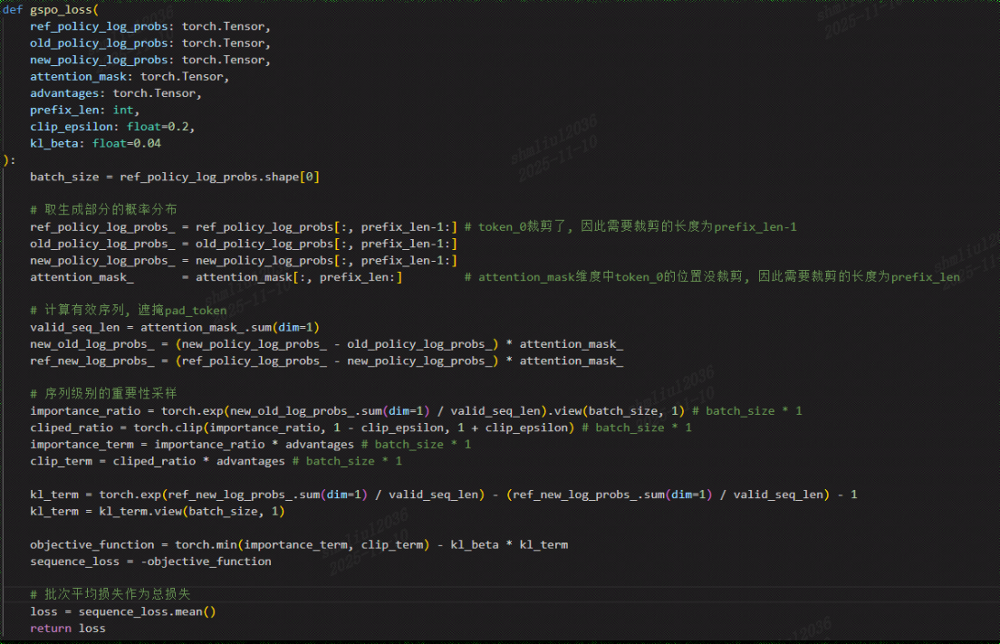 def gspo_loss(
    ref_policy_log_probs: torch.Tensor,
    old_policy_log_probs: torch.Tensor,
    new_policy_log_probs: torch.Tensor,
    attention_mask: torch.Tensor,
    advantages: torch.Tensor,
    prefix_len: int,
    clip_epsilon: float=0.2,
    kl_beta: float=0.04
):
    batch_size = ref_policy_log_probs.shape[0]

    # 取生成部分的概率分布
    ref_policy_log_probs_ = ref_policy_log_probs[:, prefix_len-1:] # token_0裁剪了, 因此需要裁剪的长度为prefix_len-1
    old_policy_log_probs_ = old_policy_log_probs[:, prefix_len-1:]
    new_policy_log_probs_ = new_policy_log_probs[:, prefix_len-1:]
    attention_mask_       = attention_mask[:, prefix_len:]         # attention_mask维度中token_0的位置没裁剪, 因此需要裁剪的长度为prefix_len

    # 计算有效序列, 遮掩pad_token
    valid_seq_len = attention_mask_.sum(dim=1)
    new_old_log_probs_ = (new_policy_log_probs_ - old_policy_log_probs_) * attention_mask_
    ref_new_log_probs_ = (ref_policy_log_probs_ - new_policy_log_probs_) * attention_mask_

    # 序列级别的重要性采样
    importance_ratio = torch.exp(new_old_log_probs_.sum(dim=1) / valid_seq_len).view(batch_size, 1) # batch_size * 1
    cliped_ratio = torch.clip(importance_ratio, 1 - clip_epsilon, 1 + clip_epsilon) # batch_size * 1
    importance_term = importance_ratio * advantages # batch_size * 1
    clip_term = cliped_ratio * advantages # batch_size * 1

    kl_term = torch.exp(ref_new_log_probs_.sum(dim=1) / valid_seq_len) - (ref_new_log_probs_.sum(dim=1) / valid_seq_len) - 1
    kl_term = kl_term.view(batch_size, 1)

    objective_function = torch.min(importance_term, clip_term) - kl_beta * kl_term
    sequence_loss = -objective_function

    # 批次平均损失作为总损失
    loss = sequence_loss.mean()
    return loss